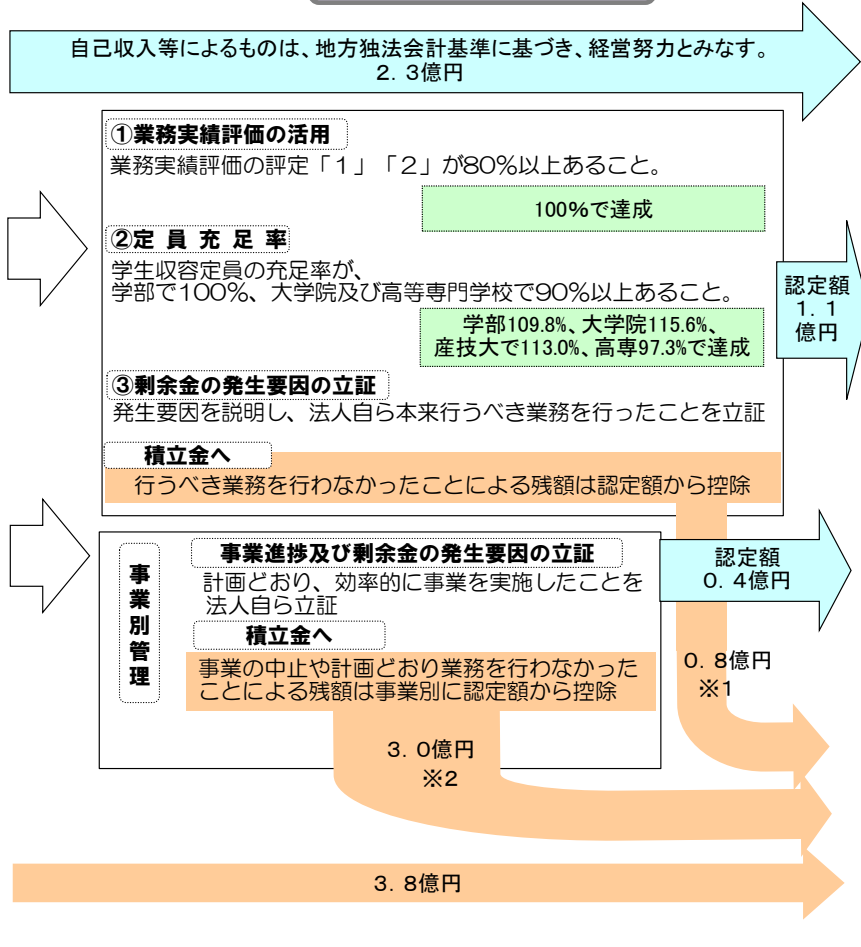 自己収入等によるものは、地方独法会計基準に基づき、経営努力とみなす。
２．３億円
①業務実績評価の活用
業務実績評価の評定「１」「２」が80％以上あること。
100％で達成
②定 員 充 足 率
学生収容定員の充足率が、
学部で100％、大学院及び高等専門学校で90％以上あること。
学部109.8％、大学院115.6％、
産技大で113.0％、高専97.3％で達成
認定額
１．１
億円
③剰余金の発生要因の立証
発生要因を説明し、法人自ら本来行うべき業務を行ったことを立証
積立金へ
行うべき業務を行わなかったことによる残額は認定額から控除
事業別管理
事業進捗及び剰余金の発生要因の立証
計画どおり、効率的に事業を実施したことを
法人自ら立証
認定額
０．４億円
積立金へ
事業の中止や計画どおり業務を行わなかった
ことによる残額は事業別に認定額から控除
０．８億円
※1
３．０億円
※2
３．８億円